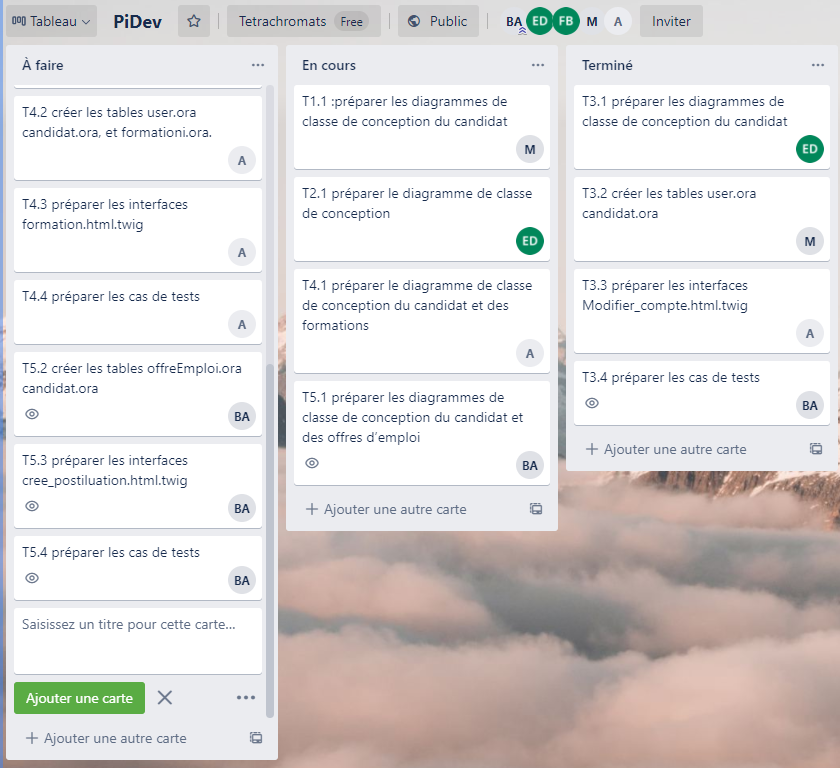 Tableau
PiDev
Tetrachromats Free
Public
BA ED FB M A
Inviter
À faire
T4.2 créer les tables user.ora
candidat.ora, et formationi.ora.
A
T4.3 préparer les interfaces
formation.html.twig
A
T4.4 préparer les cas de tests
A
T5.2 créer les tables offreEmploi.ora
candidat.ora
BA
T5.3 préparer les interfaces
cree_postiluation.html.twig
BA
T5.4 préparer les cas de tests
BA
Saisissez un titre pour cette carte…
Ajouter une carte
Ajouter une autre carte
En cours
T1.1 :préparer les diagrammes de
classe de conception du candidat
M
T2.1 préparer le diagramme de classe
de conception
ED
T4.1 préparer le diagramme de classe
de conception du candidat et des
formations
A
T5.1 préparer les diagrammes de
classe de conception du candidat et
des offres d’emploi
BA
Ajouter une autre carte
Terminé
T3.1 préparer les diagrammes de
classe de conception du candidat
ED
T3.2 créer les tables user.ora
candidat.ora
M
T3.3 préparer les interfaces
Modifier_compte.html.twig
A
T3.4 préparer les cas de tests
BA
Ajouter une autre carte